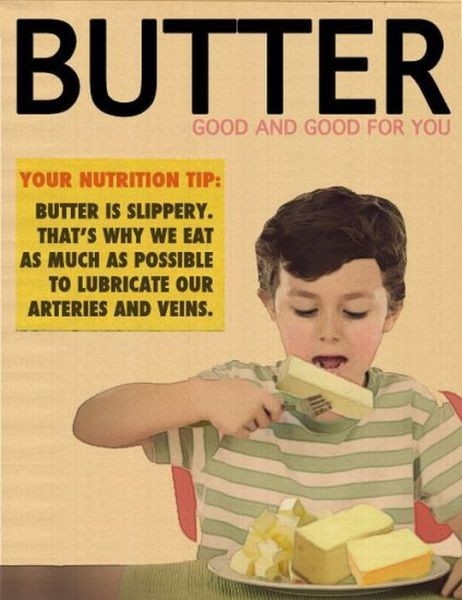 BUTTER
GOOD AND GOOD FOR YOU
YOUR NUTRITION TIP:
BUTTER IS SLIPPERY.
THAT'S WHY WE EAT
AS MUCH AS POSSIBLE
TO LUBRICATE OUR
ARTERIES AND VEINS.